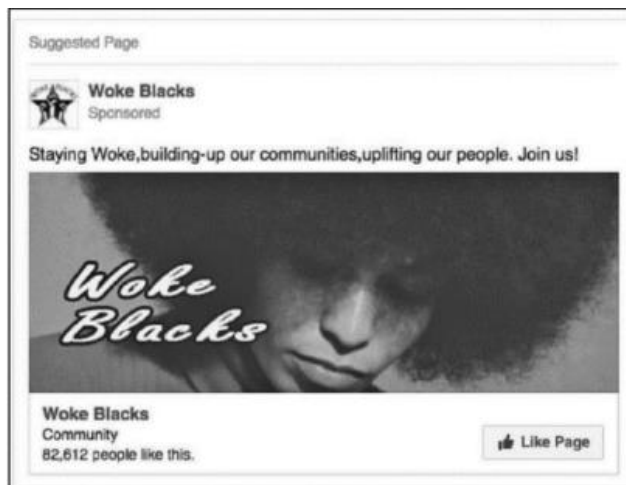 Suggested Page
Woke Blacks
Sponsored
Staying Woke,building-up our communities,uplifting our people. Join us!
Woke
Blacks
Woke Blacks
Community
82,612 people like this.
Like Page